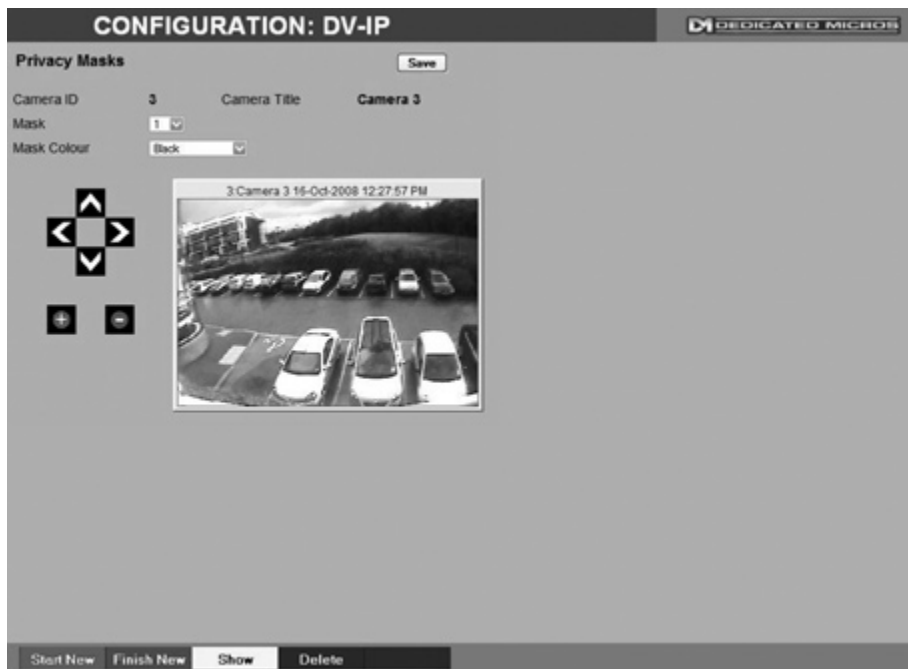 CONFIGURATION: DV-IP
DEDICATED MICROS
Privacy Masks
Save
Camera ID 3 Camera Title Camera 3
Mask 1
Mask Colour Black
3:Camera 3 16-Oct-2008 12:27:57 PM
Start New Finish New Show Delete